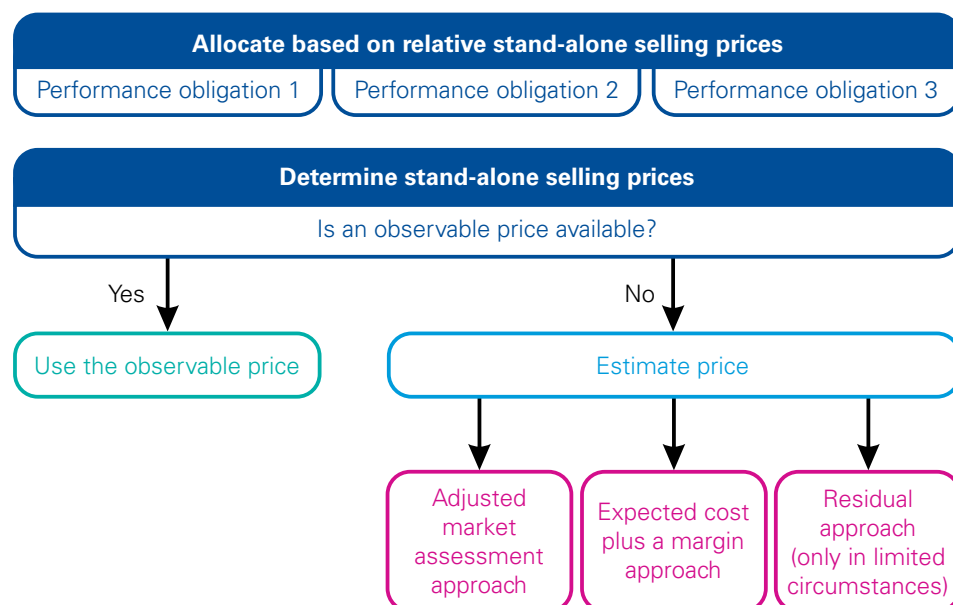 Allocate based on relative stand-alone selling prices
Performance obligation 1
Performance obligation 2
Performance obligation 3
Determine stand-alone selling prices
Is an observable price available?
Yes
No
Use the observable price
Estimate price
Adjusted
market
assessment
approach
Expected cost
plus a margin
approach
Residual
approach
(only in limited
circumstances)